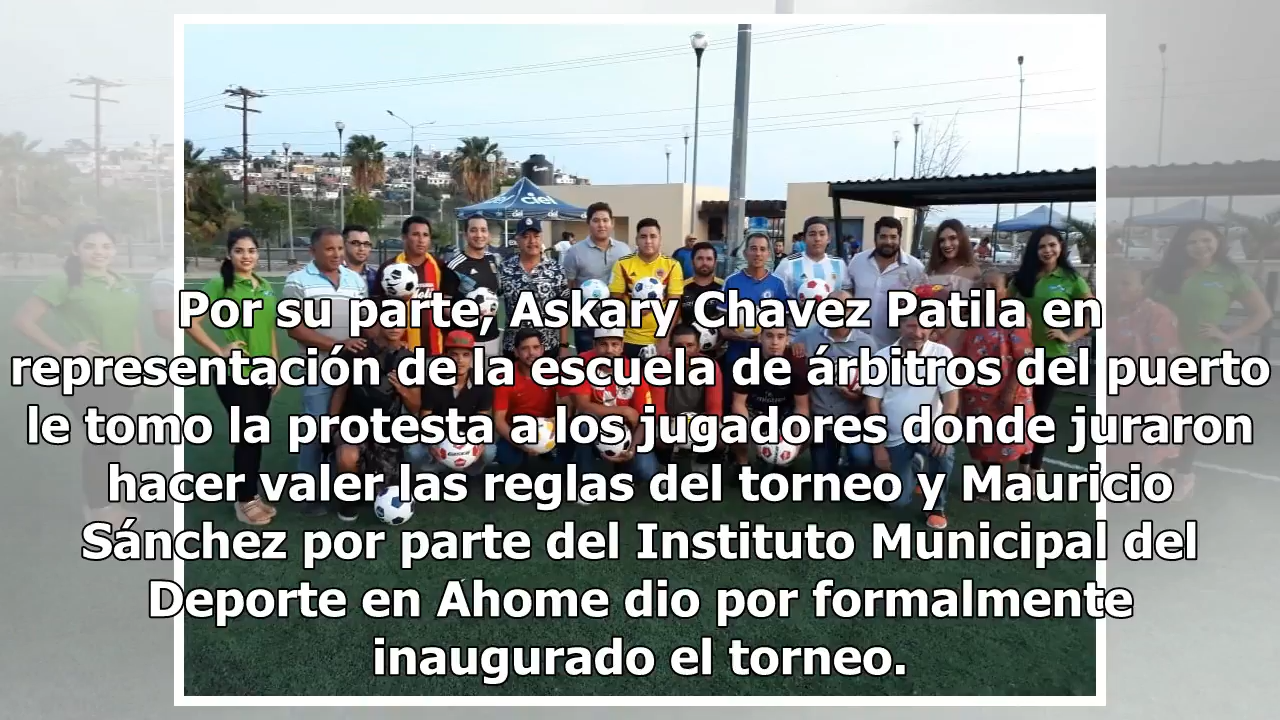 ciel
Por su parte, Askary Chavez Patila en
representación de la escuela de árbitros del puerto
le tomo la protesta a los jugadores donde juraron
hacer valer las reglas del torneo y Mauricio
Sánchez por parte del Instituto Municipal del
Deporte en Ahome dio por formalmente
inaugurado el torneo.